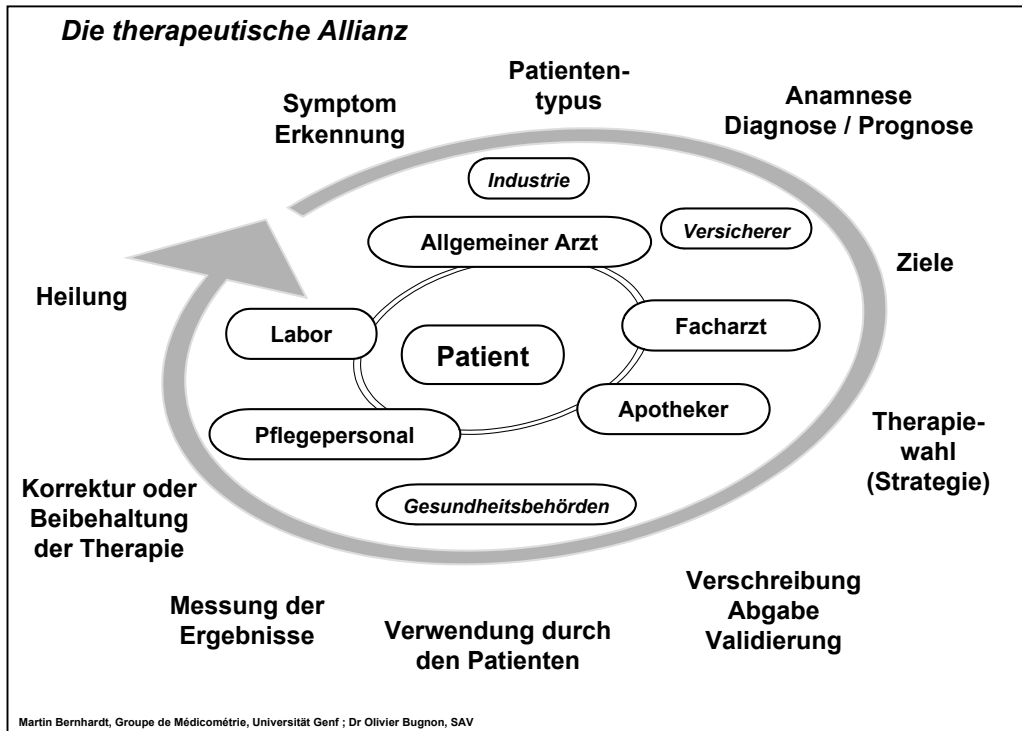 Die therapeutische Allianz
Patienten-
typus
Symptom
Erkennung
Anamnese
Diagnose / Prognose
Industrie
Versicherer
Allgemeiner Arzt
Ziele
Heilung
Labor
Facharzt
Patient
Apotheker
Pflegepersonal
Therapie-
wahl
(Strategie)
Korrektur oder
Beibehaltung
der Therapie
Gesundheitsbehörden
Verschreibung
Abgabe
Validierung
Messung der
Ergebnisse
Verwendung durch
den Patienten
Martin Bernhardt, Groupe de Médicométrie, Universität Genf ; Dr Olivier Bugnon, SAV